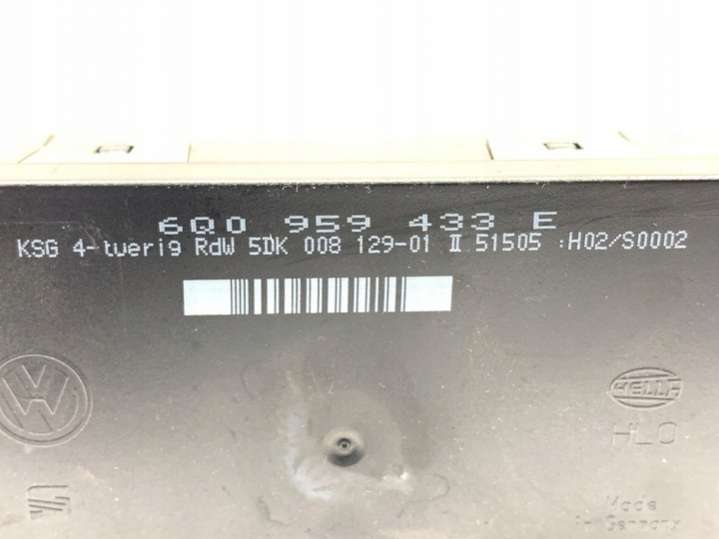 6Q0 959 433 E
KSG 4-tuerig RdW 5DK 008 129-01 II 51505 :H02/S0002
VW
HELLA
HLO
Made
in Germany